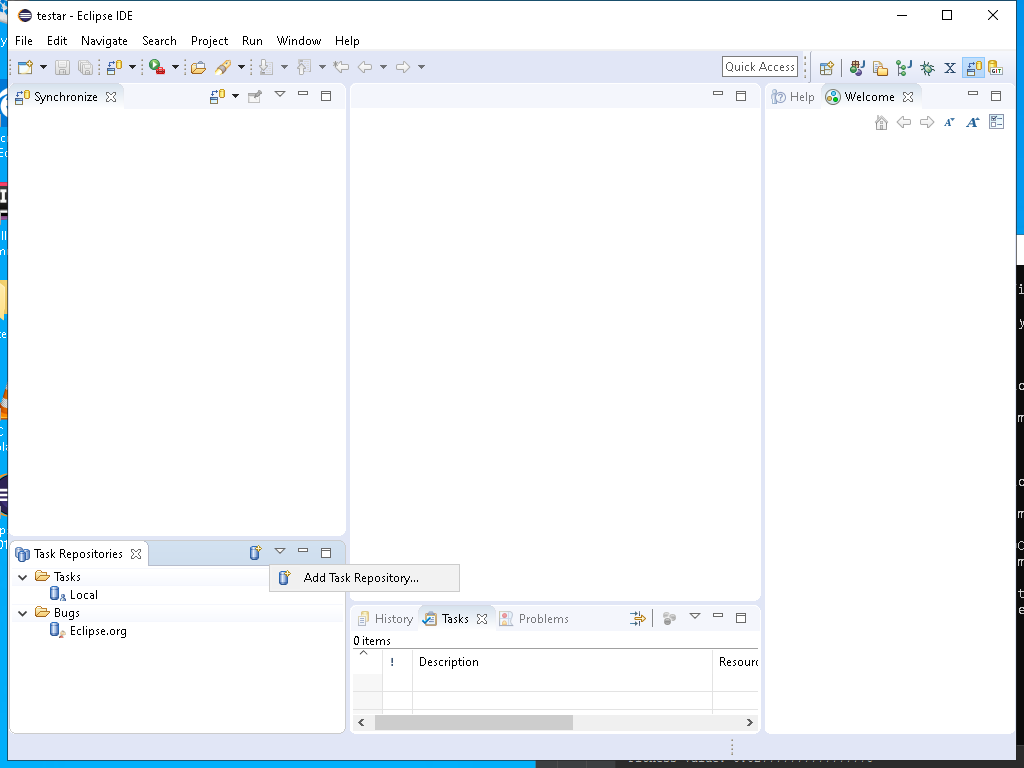 testar - Eclipse IDE
File Edit Navigate Search Project Run Window Help
Quick Access
Synchronize
Help Welcome
Task Repositories
Tasks
Local
Bugs
Eclipse.org
Add Task Repository...
History Tasks Problems
0 items
! Description Resourc